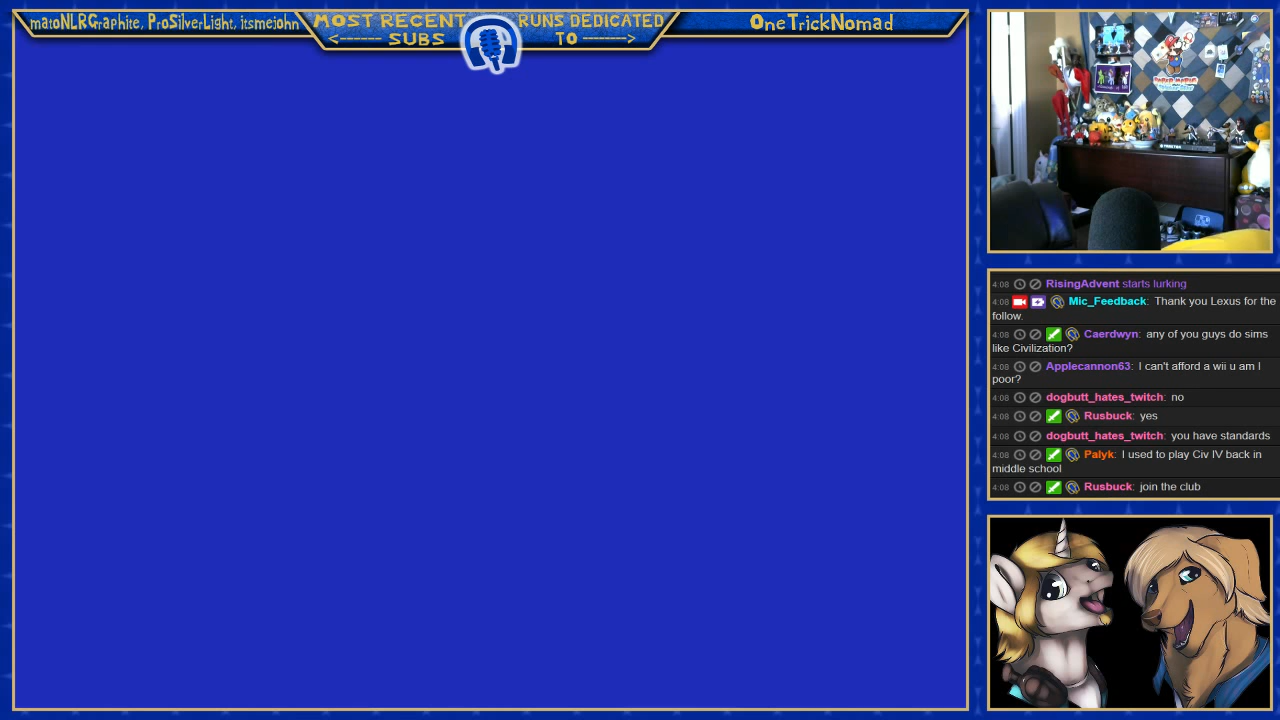 matoNLRGraphite, ProSilverLight, itsmejohn
MOST RECENT
<------ SUBS
RUNS DEDICATED
TO ------->
OneTrickNomad
4:08 RisingAdvent starts lurking
4:08 Mic_Feedback: Thank you Lexus for the
follow.
4:08 Caerdwyn: any of you guys do sims
like Civilization?
4:08 Applecannon63: I can't afford a wii u am I
poor?
4:08 dogbutt_hates_twitch: no
4:08 Rusbuck: yes
4:08 dogbutt_hates_twitch: you have standards
4:08 Palyk: I used to play Civ IV back in
middle school
4:08 Rusbuck: join the club